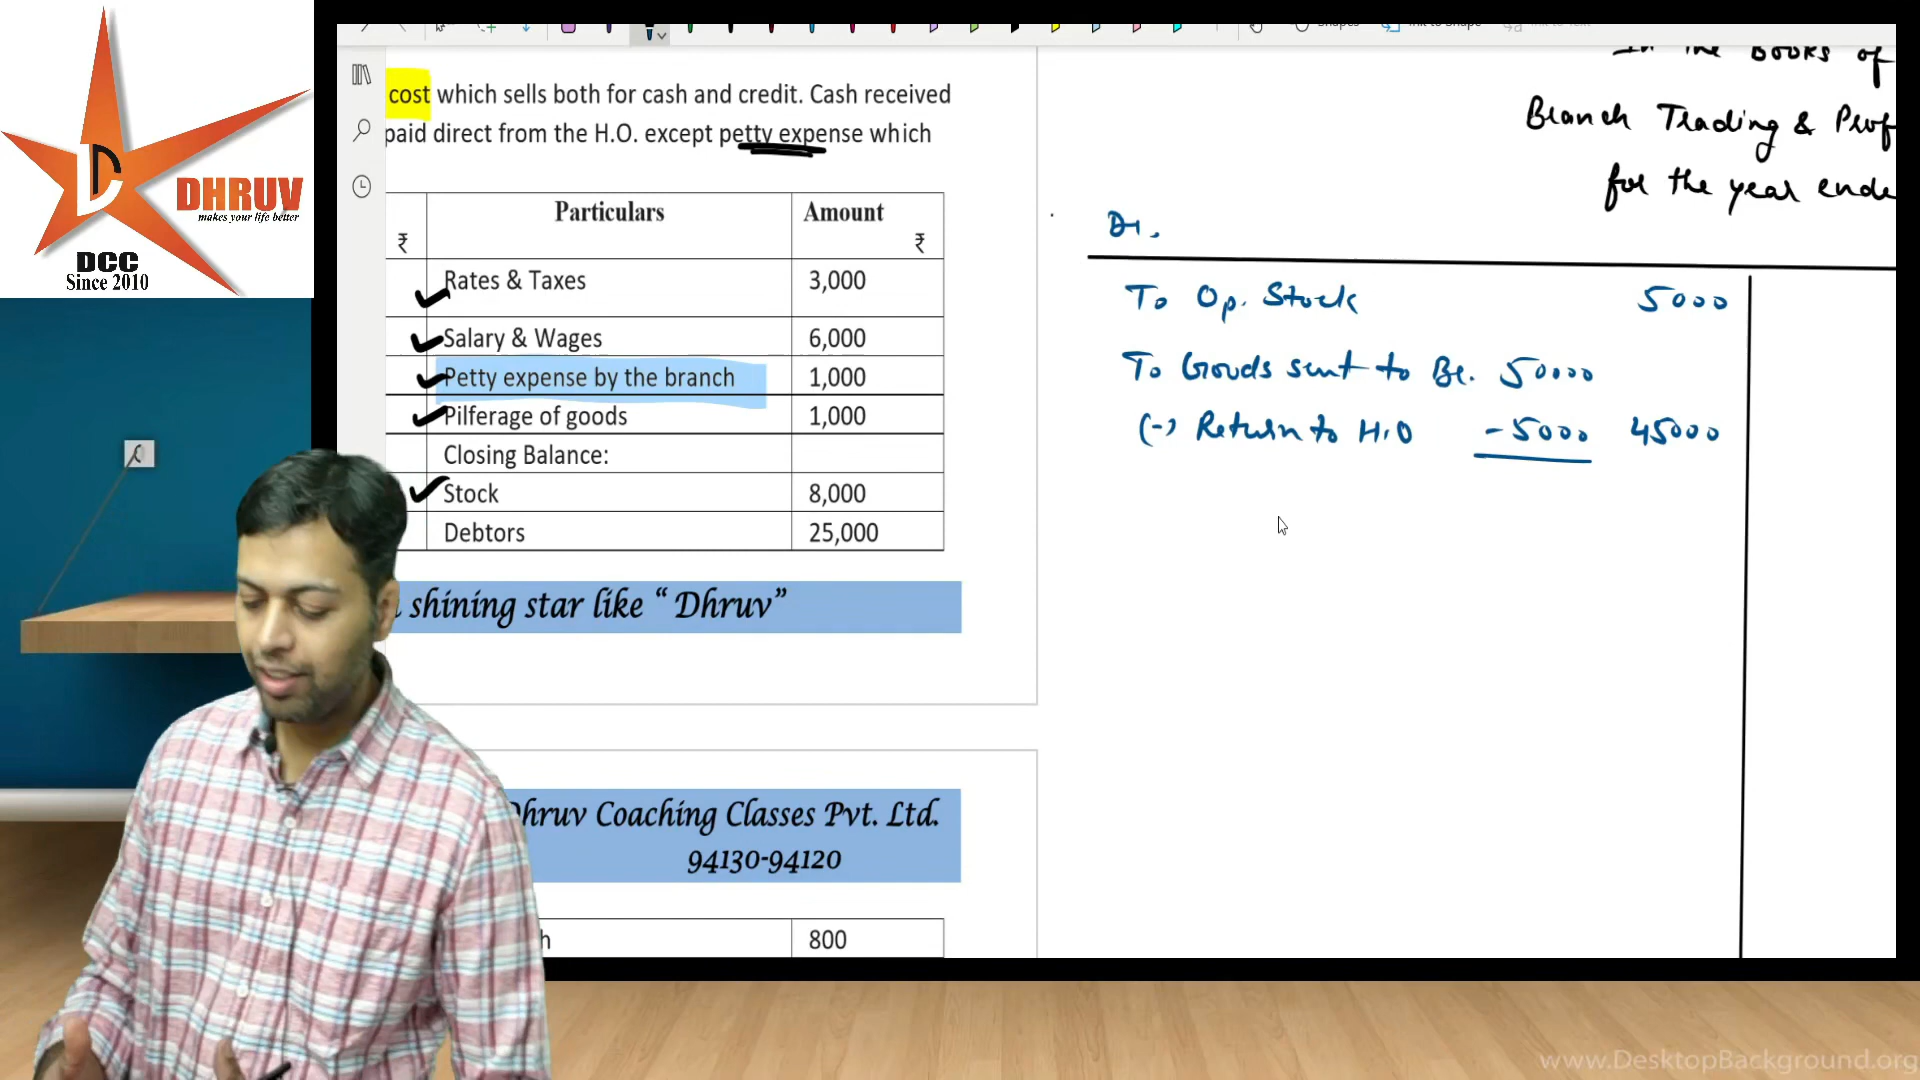 DHRUV
makes your life better
DCC
Since 2010
cost which sells both for cash and credit. Cash received
paid direct from the H.O. except petty expense which
₹ Particulars Amount ₹
Rates & Taxes 3,000
Salary & Wages 6,000
Petty expense by the branch 1,000
Pilferage of goods 1,000
Closing Balance:
Stock 8,000
Debtors 25,000
shining star like “ Dhruv”
Dhruv Coaching Classes Pvt. Ltd.
94130-94120
h 800
In the Books of
Branch Trading & Prof
for the year ende
Dr.
To Op. Stock 5000
To Goods sent to Br. 50000
(-) Return to H.O -5000 45000
www.DesktopBackground.org